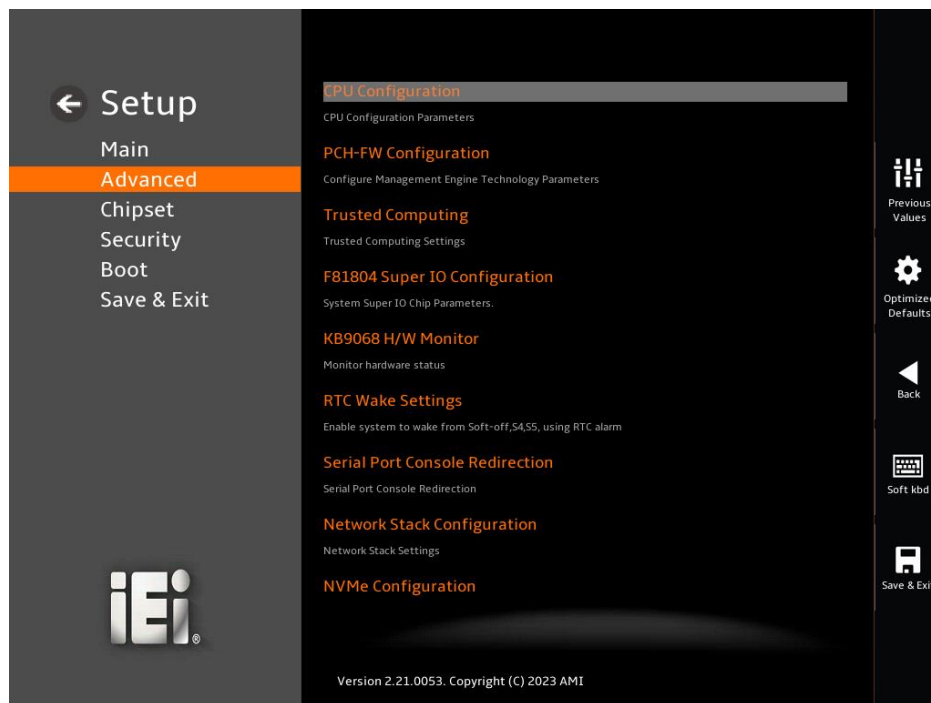 Setup
Main
Advanced
Chipset
Security
Boot
Save & Exit
CPU Configuration
CPU Configuration Parameters
PCH-FW Configuration
Configure Management Engine Technology Parameters
Trusted Computing
Trusted Computing Settings
F81804 Super IO Configuration
System Super IO Chip Parameters.
KB9068 H/W Monitor
Monitor hardware status
RTC Wake Settings
Enable system to wake from Soft-off,S4,S5, using RTC alarm
Serial Port Console Redirection
Serial Port Console Redirection
Network Stack Configuration
Network Stack Settings
NVMe Configuration
Previous
Values
Optimize
Defaults
Back
Soft kbd
Save & Exi
iEi®
Version 2.21.0053. Copyright (C) 2023 AMI